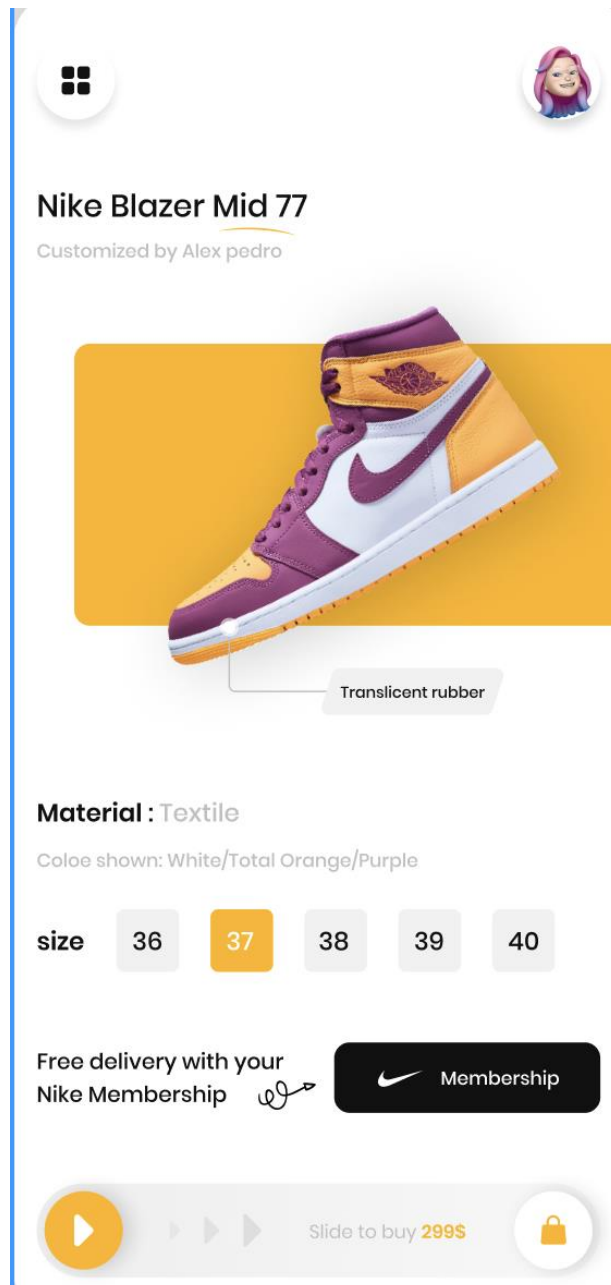 Nike Blazer Mid 77
Customized by Alex pedro
Translicent rubber
Material : Textile
Coloe shown: White/Total Orange/Purple
size 36 37 38 39 40
Free delivery with your
Nike Membership
Membership
Slide to buy 299$